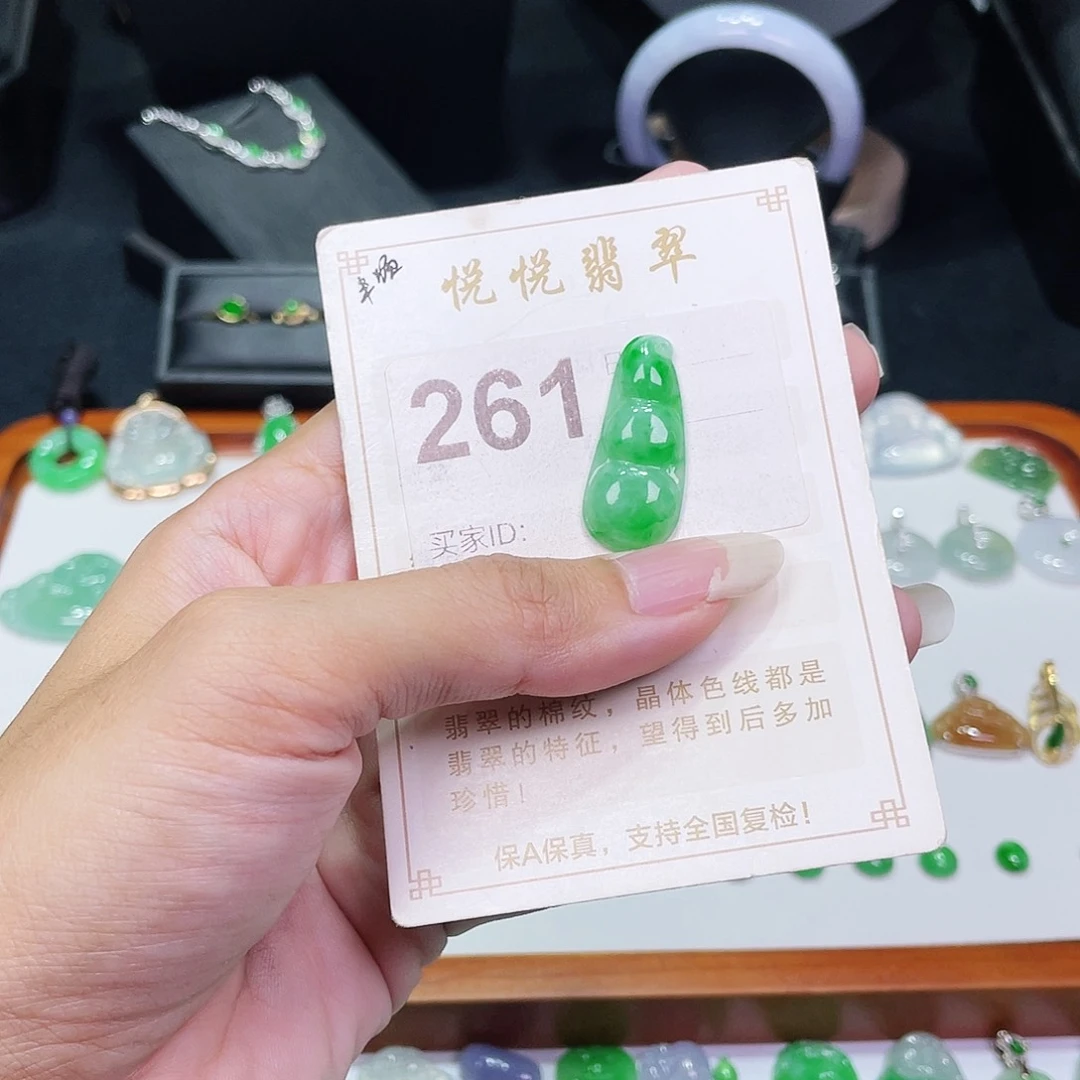 悦悦翡翠
261
日
买家ID:
翡翠的棉纹，晶体色线都是
翡翠的特征，望得到后多加
珍惜！
保A保真，支持全国复检！